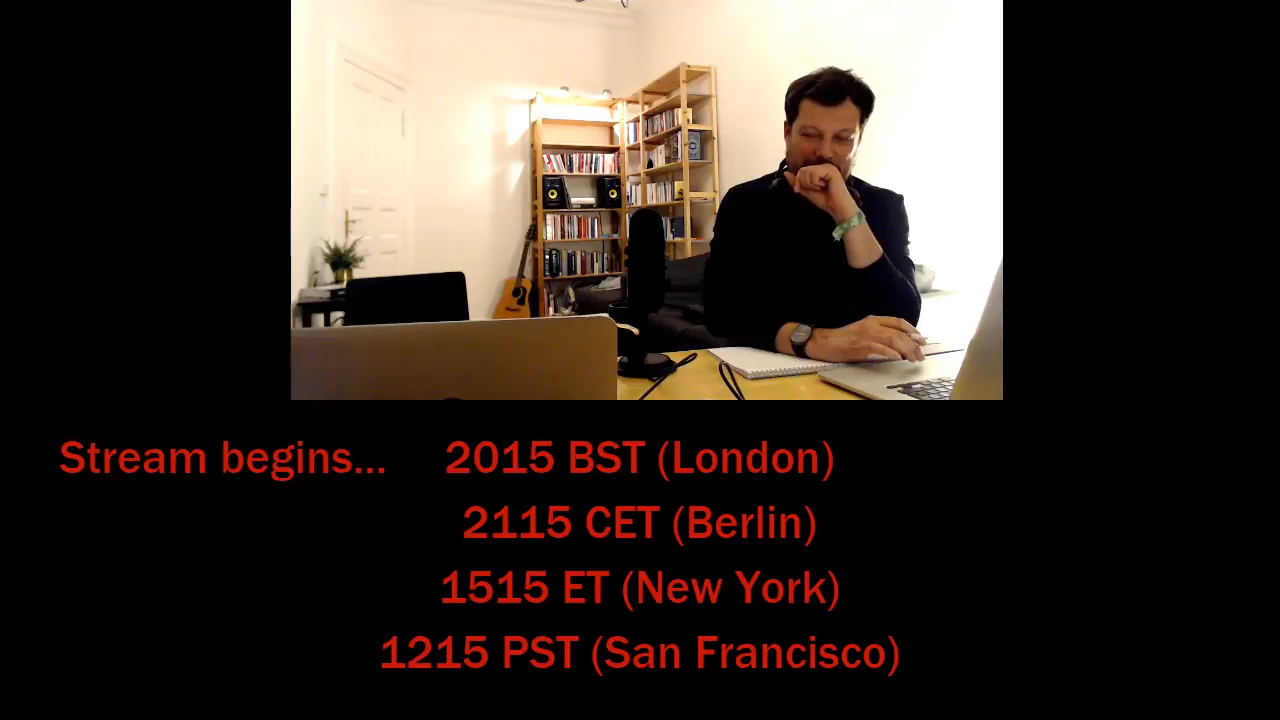 Stream begins... 2015 BST (London)
2115 CET (Berlin)
1515 ET (New York)
1215 PST (San Francisco)